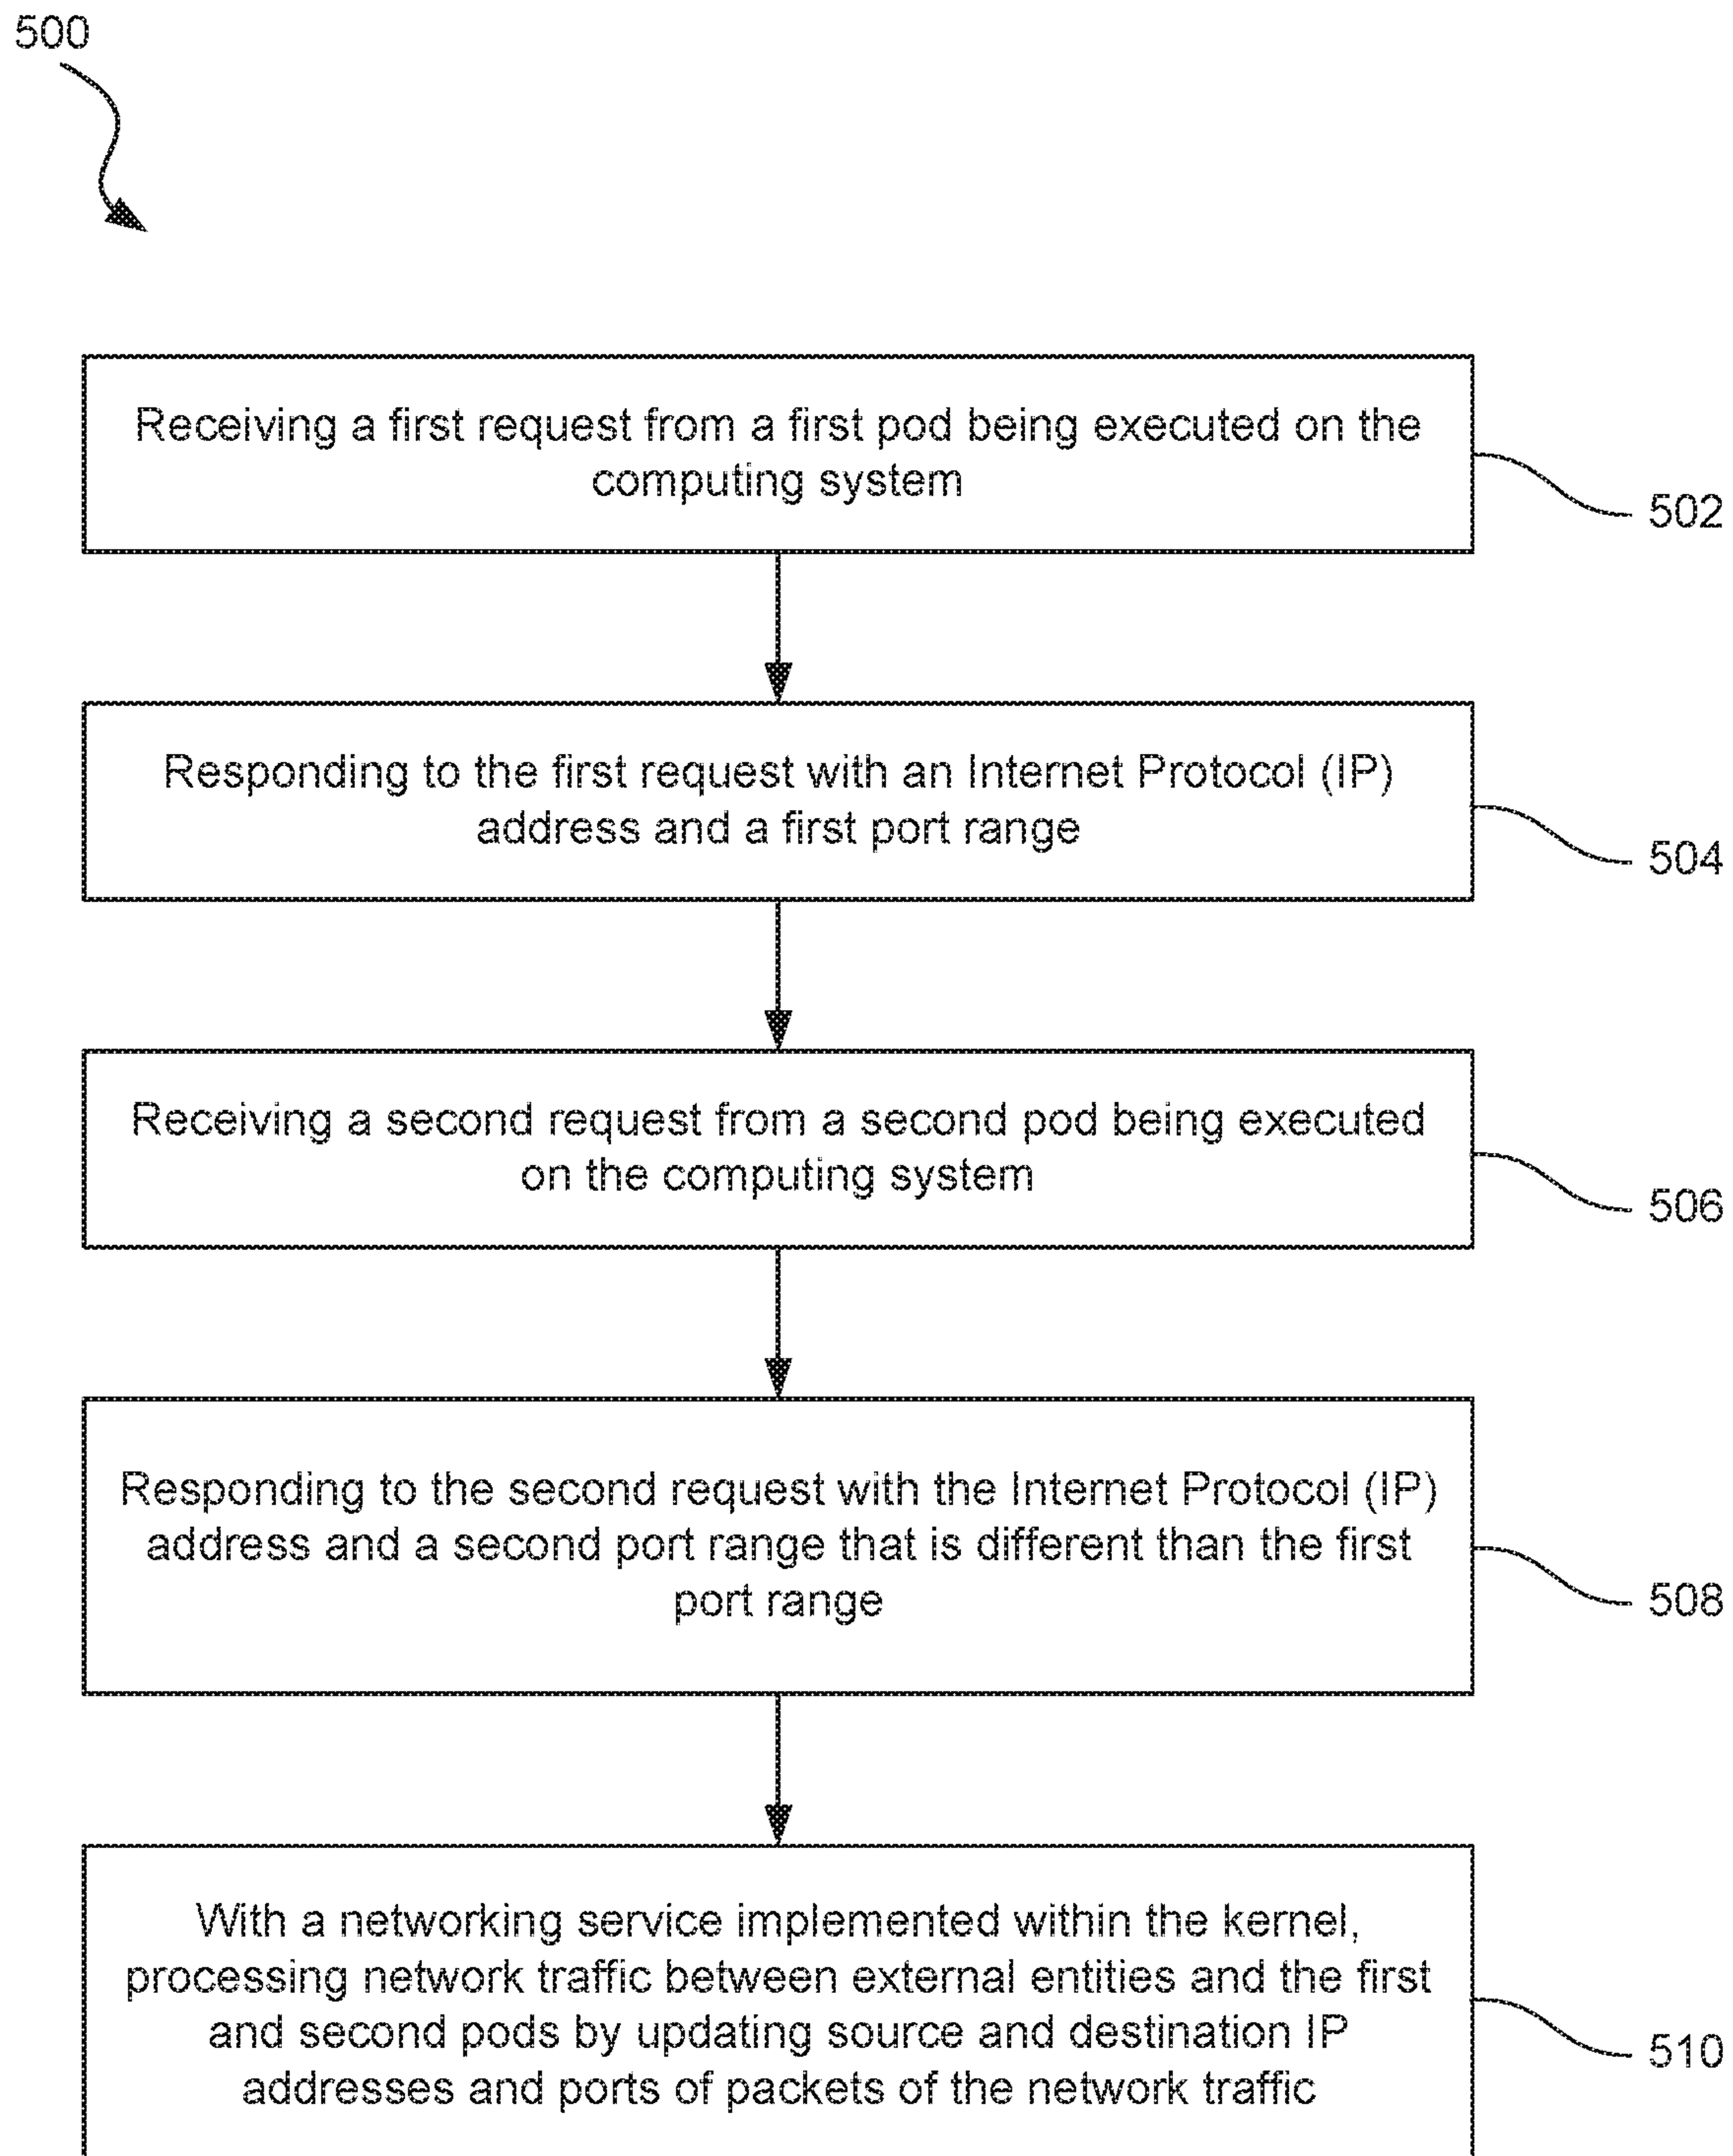 500
Receiving a first request from a first pod being executed on the
computing system
502
Responding to the first request with an Internet Protocol (IP)
address and a first port range
504
Receiving a second request from a second pod being executed
on the computing system
506
Responding to the second request with the Internet Protocol (IP)
address and a second port range that is different than the first
port range
508
With a networking service implemented within the kernel,
processing network traffic between external entities and the first
and second pods by updating source and destination IP
addresses and ports of packets of the network traffic
510